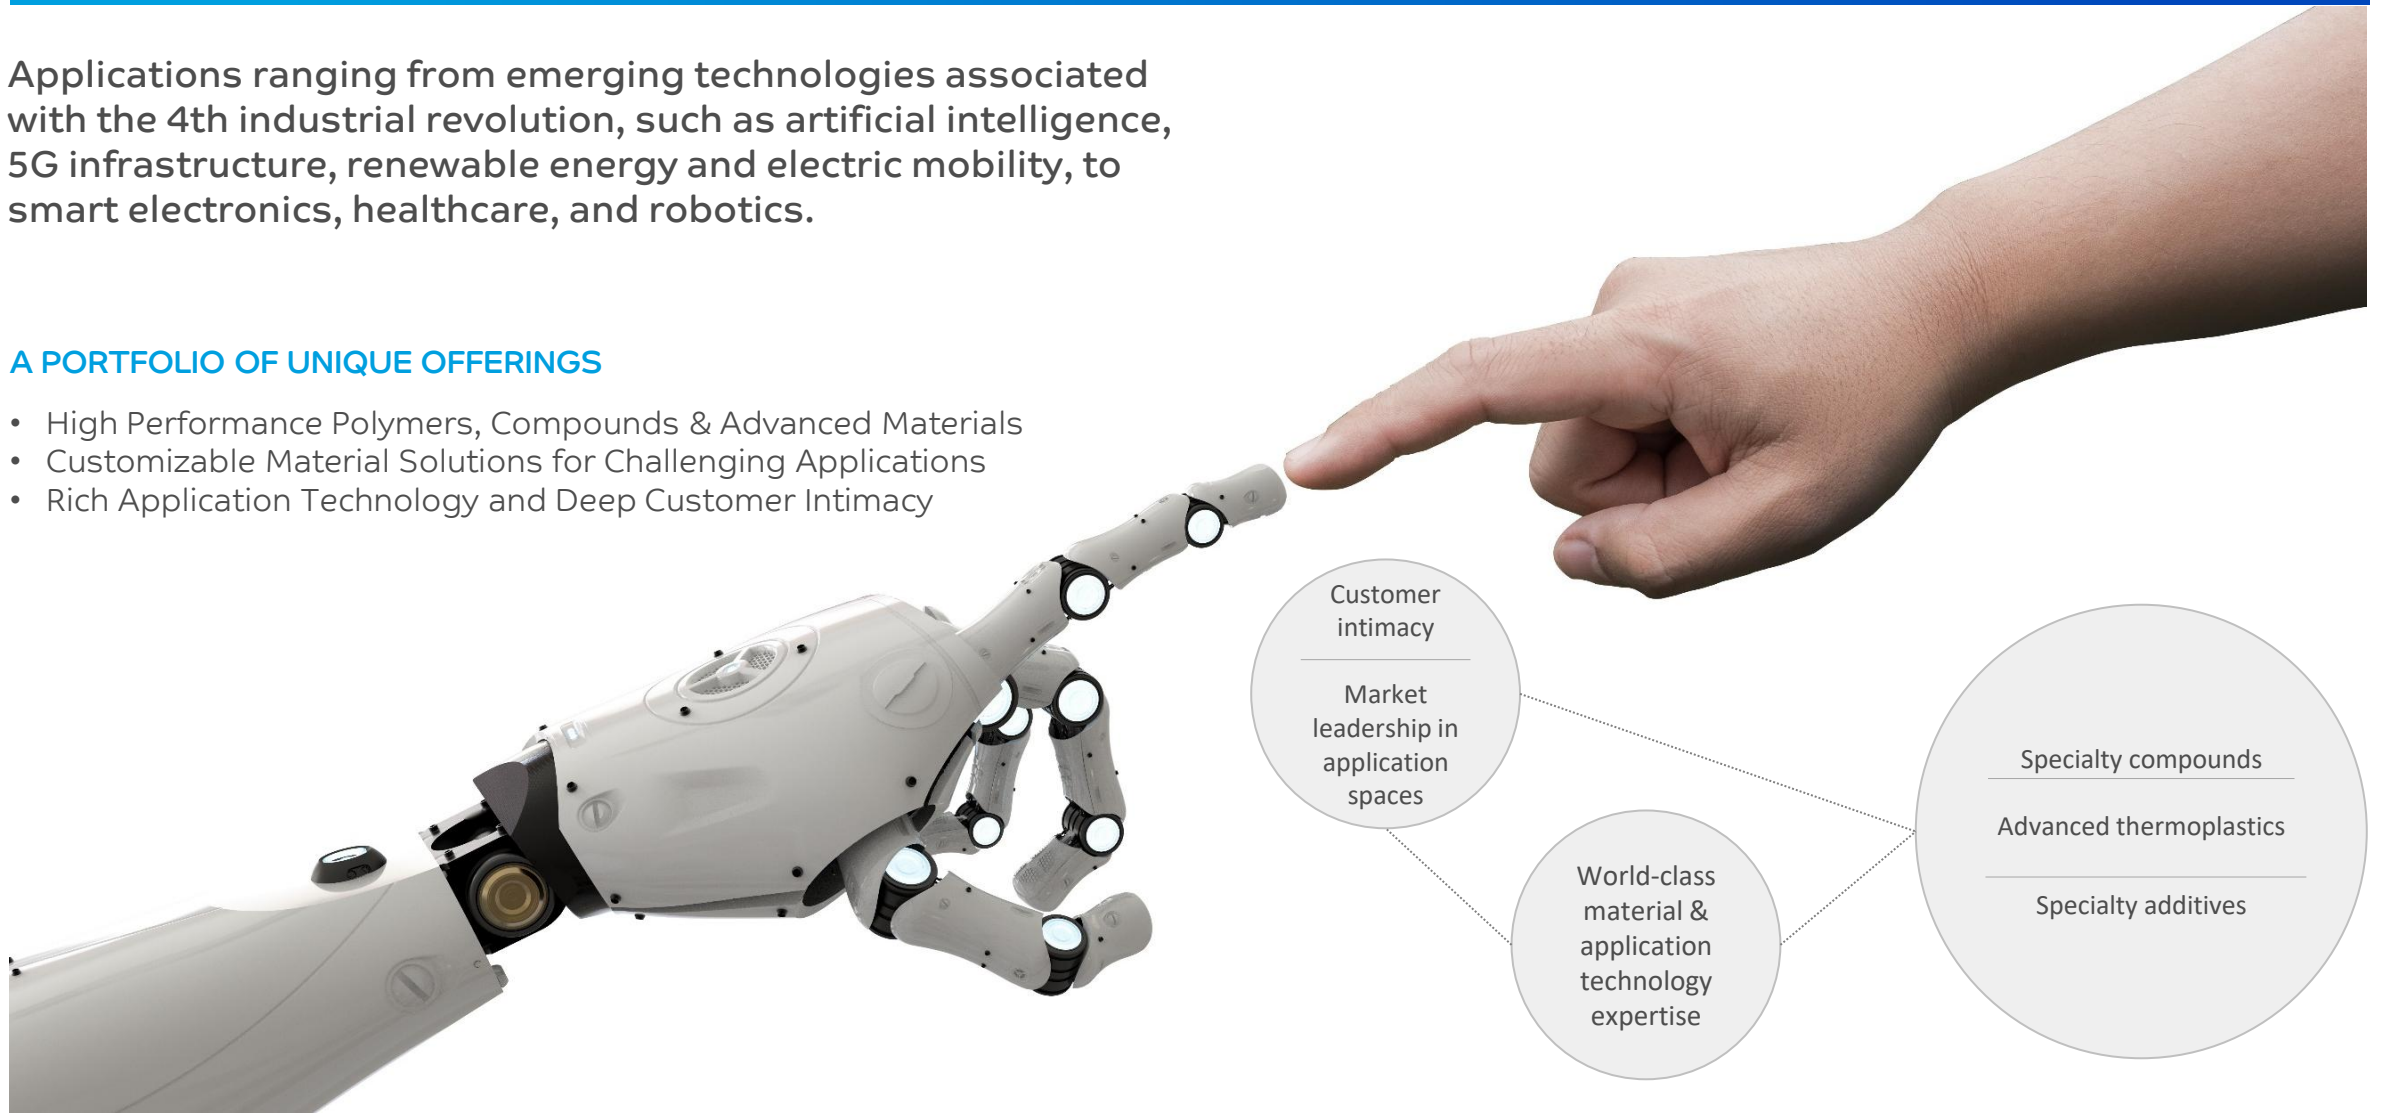 Applications ranging from emerging technologies associated
with the 4th industrial revolution, such as artificial intelligence,
5G infrastructure, renewable energy and electric mobility, to
smart electronics, healthcare, and robotics.
A PORTFOLIO OF UNIQUE OFFERINGS
• High Performance Polymers, Compounds & Advanced Materials
• Customizable Material Solutions for Challenging Applications
• Rich Application Technology and Deep Customer Intimacy
Customer
intimacy
Market
leadership in
application
spaces
World-class
material &
application
technology
expertise
Specialty compounds
Advanced thermoplastics
Specialty additives